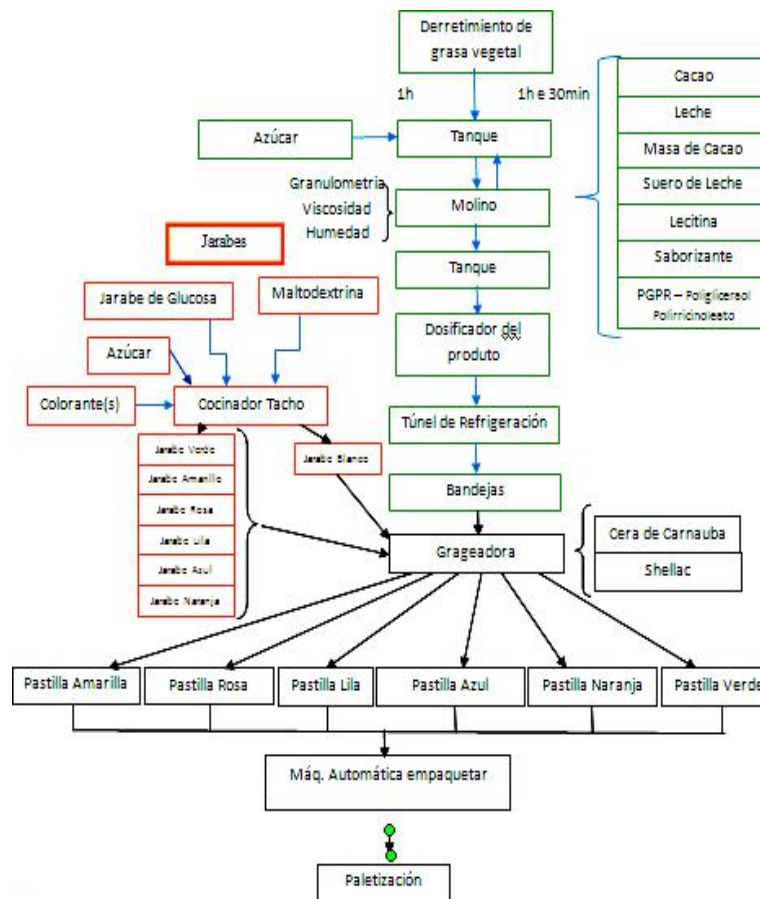 Derretimiento de
grasa vegetal
1h
1h e 30min
Azúcar
Tanque
Granulometria
Viscosidad
Humedad
Molino
Tanque
Dosificador del
produto
Túnel de Refrigeración
Bandejas
Cacao
Leche
Masa de Cacao
Suero de Leche
Lecitina
Saborizante
PGPR – Poliglicerol
Polirricinoleato
Jarabes
Jarabe de Glucosa
Maltodextrina
Azúcar
Colorante(s)
Cocinador Tacho
Jarabe Verde
Jarabe Amarillo
Jarabe Rosa
Jarabe Lila
Jarabe Azul
Jarabe Naranja
Jarabe Blanco
Grageadora
Cera de Carnauba
Shellac
Pastilla Amarilla
Pastilla Rosa
Pastilla Lila
Pastilla Azul
Pastilla Naranja
Pastilla Verde
Máq. Automática empaquetar
Paletización